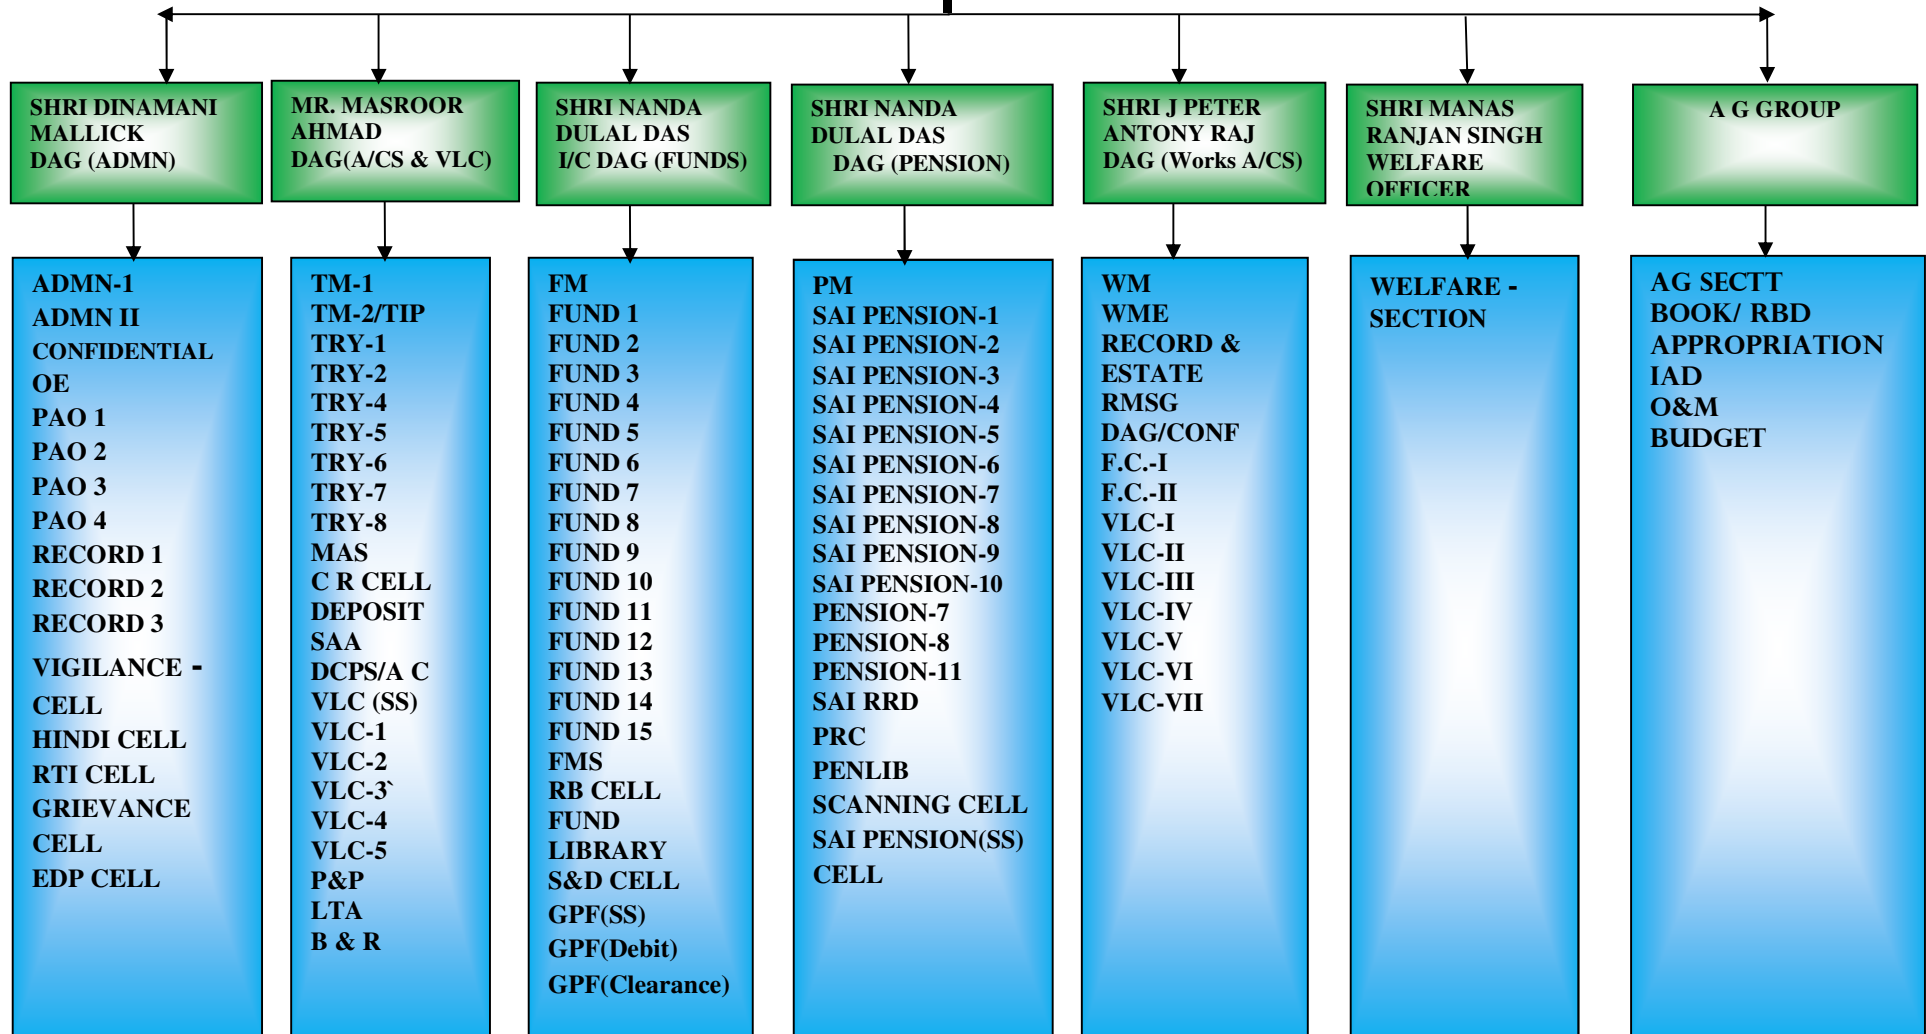 SHRI DINAMANI
MALLICK
DAG (ADMN)
MR. MASROOR
AHMAD
DAG(A/CS & VLC)
SHRI NANDA
DULAL DAS
I/C DAG (FUNDS)
SHRI NANDA
DULAL DAS
DAG (PENSION)
SHRI J PETER
ANTONY RAJ
DAG (Works A/CS)
SHRI MANAS
RANJAN SINGH
WELFARE
OFFICER
A G GROUP
ADMN-1
ADMN II
CONFIDENTIAL
OE
PAO 1
PAO 2
PAO 3
PAO 4
RECORD 1
RECORD 2
RECORD 3
VIGILANCE -
CELL
HINDI CELL
RTI CELL
GRIEVANCE
CELL
EDP CELL
TM-1
TM-2/TIP
TRY-1
TRY-2
TRY-4
TRY-5
TRY-6
TRY-7
TRY-8
MAS
C R CELL
DEPOSIT
SAA
DCPS/A C
VLC (SS)
VLC-1
VLC-2
VLC-3`
VLC-4
VLC-5
P&P
LTA
B & R
FM
FUND 1
FUND 2
FUND 3
FUND 4
FUND 5
FUND 6
FUND 7
FUND 8
FUND 9
FUND 10
FUND 11
FUND 12
FUND 13
FUND 14
FUND 15
FMS
RB CELL
FUND
LIBRARY
S&D CELL
GPF(SS)
GPF(Debit)
GPF(Clearance)
PM
SAI PENSION-1
SAI PENSION-2
SAI PENSION-3
SAI PENSION-4
SAI PENSION-5
SAI PENSION-6
SAI PENSION-7
SAI PENSION-8
SAI PENSION-9
SAI PENSION-10
PENSION-7
PENSION-8
PENSION-11
SAI RRD
PRC
PENLIB
SCANNING CELL
SAI PENSION(SS)
CELL
WM
WME
RECORD &
ESTATE
RMSG
DAG/CONF
F.C.-I
F.C.-II
VLC-I
VLC-II
VLC-III
VLC-IV
VLC-V
VLC-VI
VLC-VII
WELFARE -
SECTION
AG SECTT
BOOK/ RBD
APPROPRIATION
IAD
O&M
BUDGET